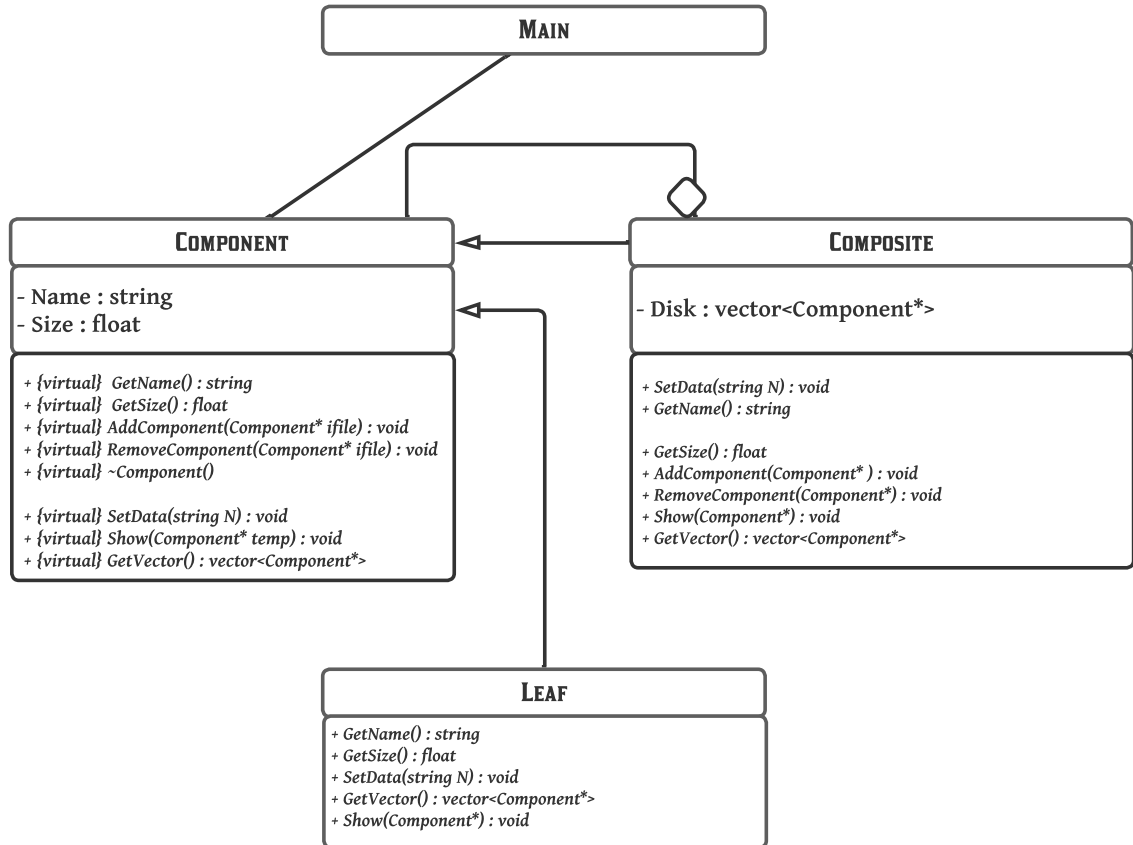 MAIN
COMPONENT
- Name : string
- Size : float
+ {virtual} GetName() : string
+ {virtual} GetSize() : float
+ {virtual} AddComponent(Component* ifile) : void
+ {virtual} RemoveComponent(Component* ifile) : void
+ {virtual} ~Component()
+ {virtual} SetData(string N) : void
+ {virtual} Show(Component* temp) : void
+ {virtual} GetVector() : vector<Component*>
COMPOSITE
- Disk : vector<Component*>
+ SetData(string N) : void
+ GetName() : string
+ GetSize() : float
+ AddComponent(Component* ) : void
+ RemoveComponent(Component*) : void
+ Show(Component*) : void
+ GetVector() : vector<Component*>
LEAF
+ GetName() : string
+ GetSize() : float
+ SetData(string N) : void
+ GetVector() : vector<Component*>
+ Show(Component*) : void